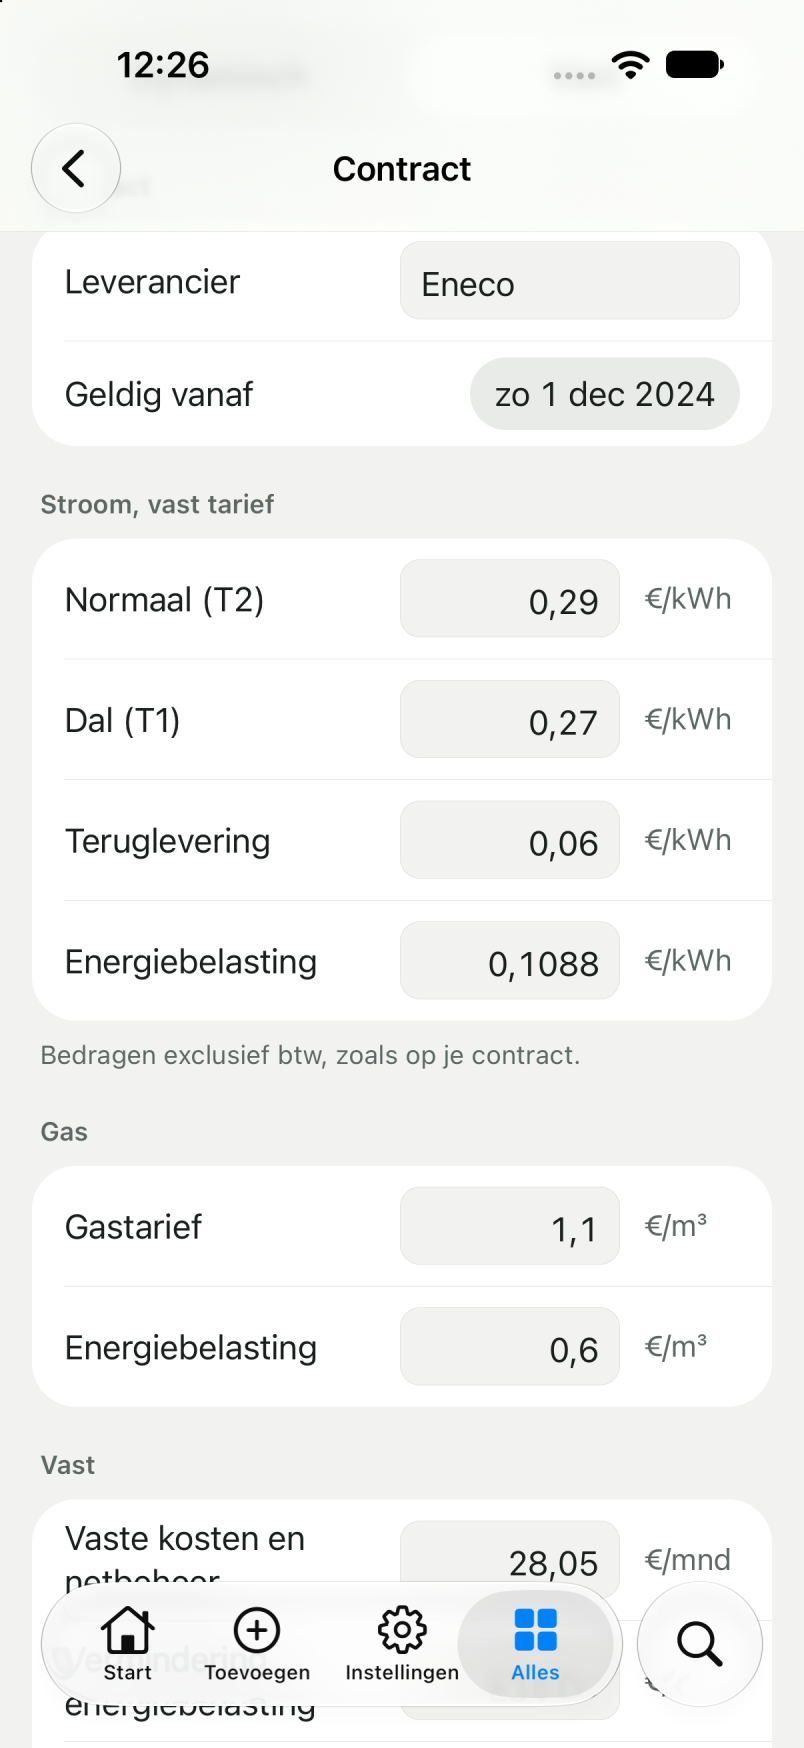 12:26
Contract
Leverancier
Eneco
Geldig vanaf
zo 1 dec 2024
Stroom, vast tarief
Normaal (T2)
0,29
€/kWh
Dal (T1)
0,27
€/kWh
Teruglevering
0,06
€/kWh
Energiebelasting
0,1088
€/kWh
Bedragen exclusief btw, zoals op je contract.
Gas
Gastarief
1,1
€/m³
Energiebelasting
0,6
€/m³
Vast
Vaste kosten en
netbeheer
28,05
€/mnd
Vermindering
energiebelasting
Start
Toevoegen
Instellingen
Alles